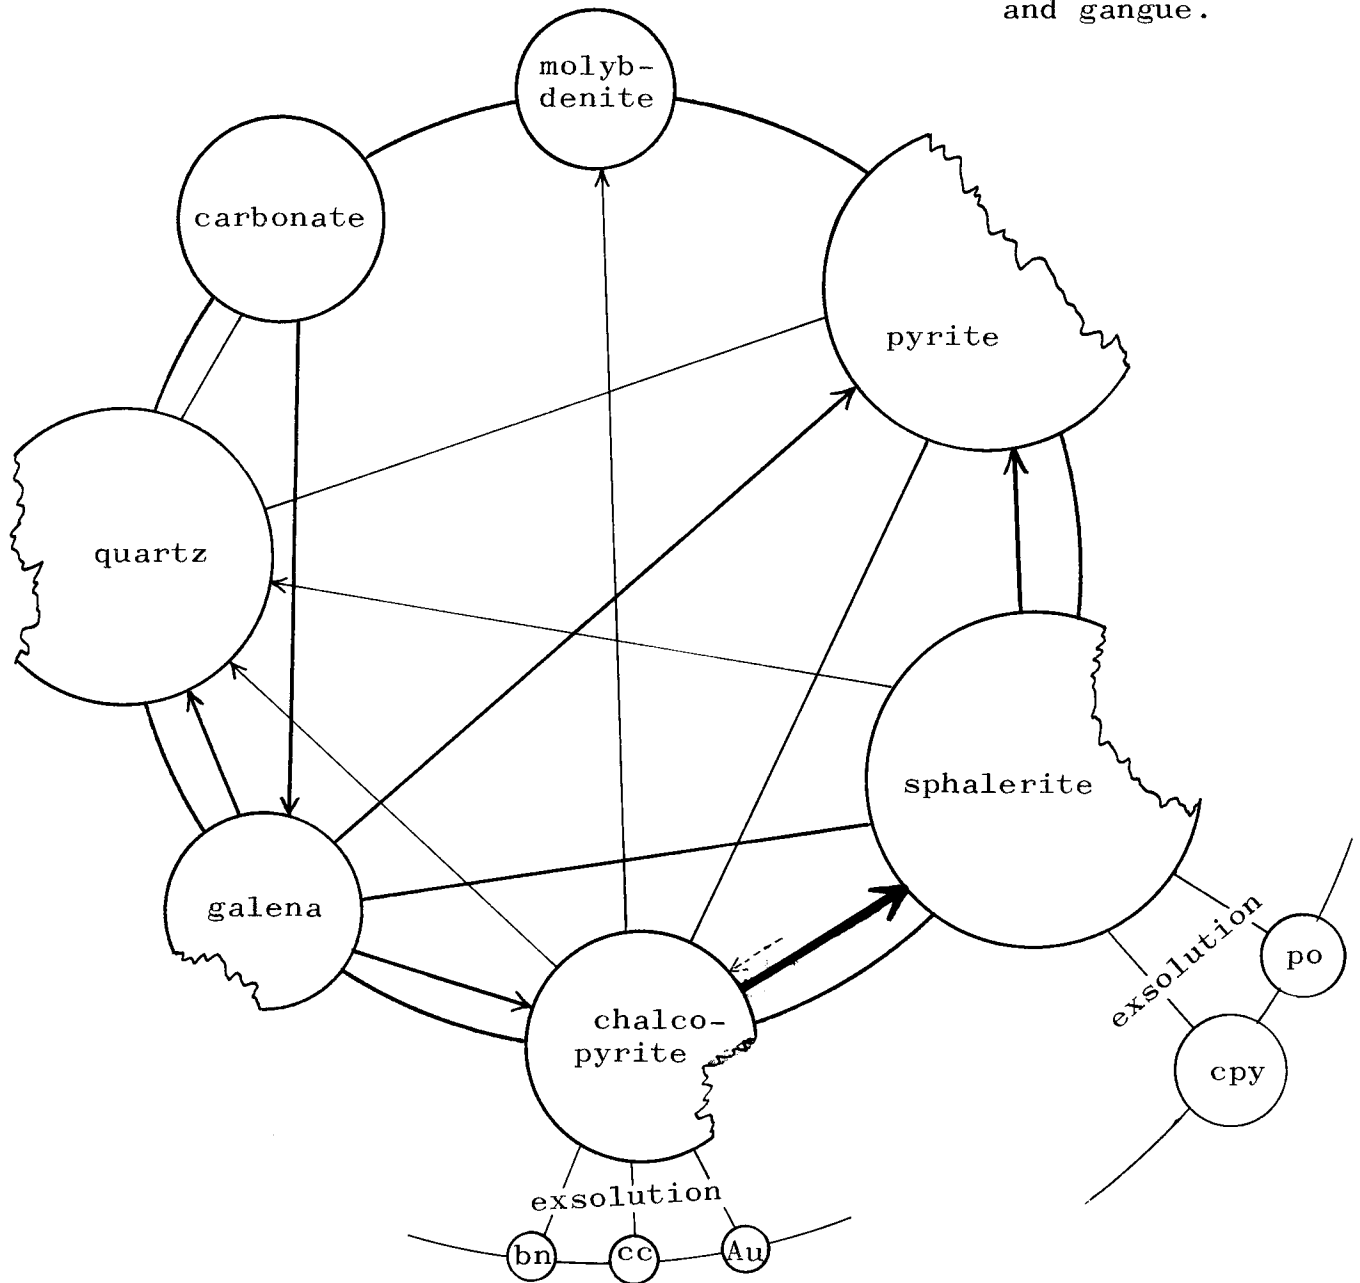 and gangue.
molyb-
denite
carbonate
pyrite
quartz
sphalerite
galena
exsolution
po
chalco-
pyrite
cpy
exsolution
bn
cc
Au